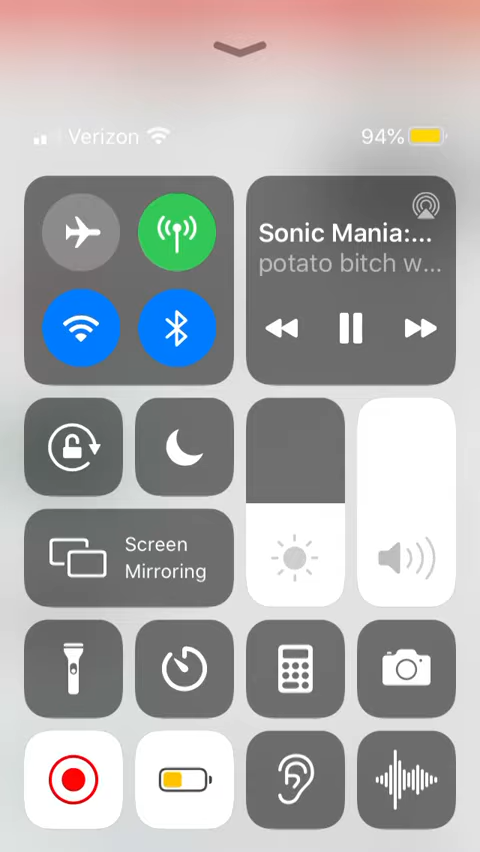 Verizon 94%
Sonic Mania:...
potato bitch w...
Screen
Mirroring